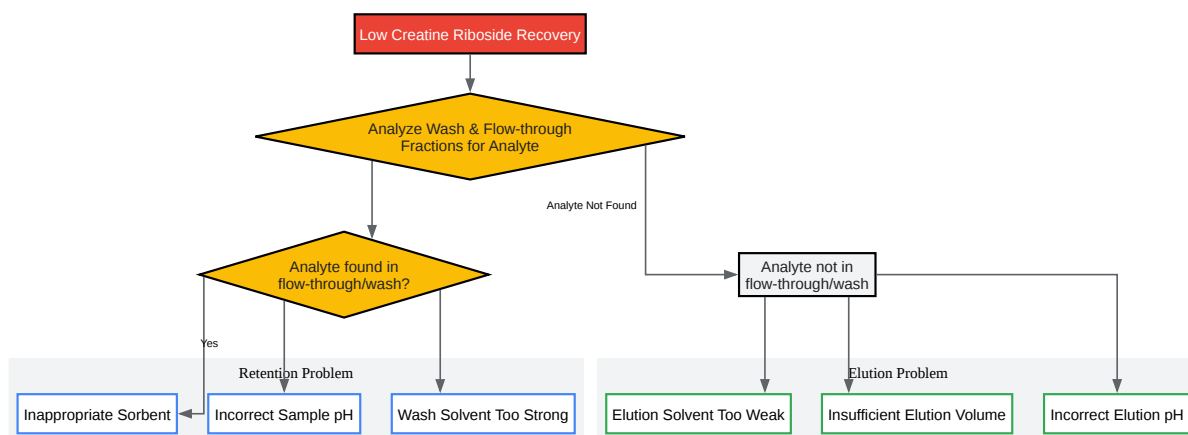 Low Creatine Riboside Recovery
Analyze Wash & Flow-through
Fractions for Analyte
Analyte Not Found
Analyte found in
flow-through/wash?
Analyte not in
flow-through/wash
Yes
Retention Problem
Elution Problem
Inappropriate Sorbent
Incorrect Sample pH
Wash Solvent Too Strong
Elution Solvent Too Weak
Insufficient Elution Volume
Incorrect Elution pH